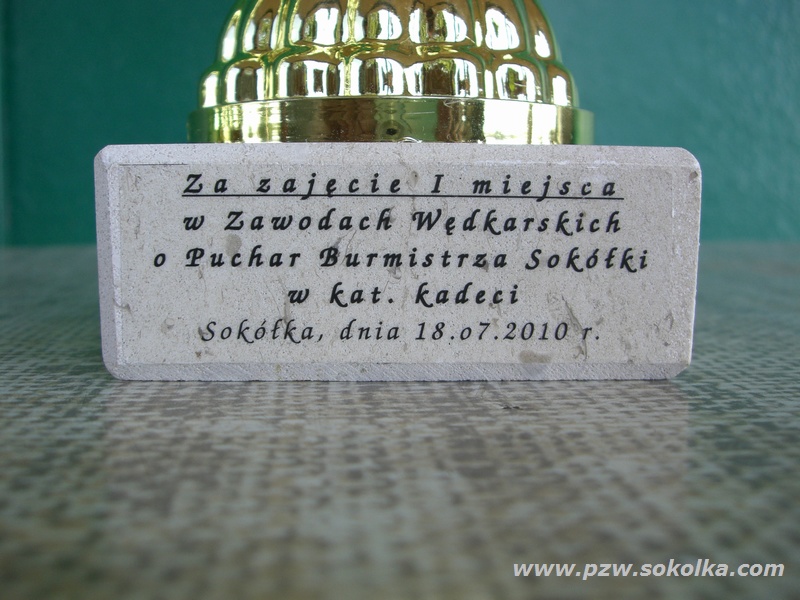 Za zajęcie I miejsca
w Zawodach Wędkarskich
o Puchar Burmistrza Sokółki
w kat. kadeci
Sokółka, dnia 18.07.2010 r.
www.pzw.sokolka.com